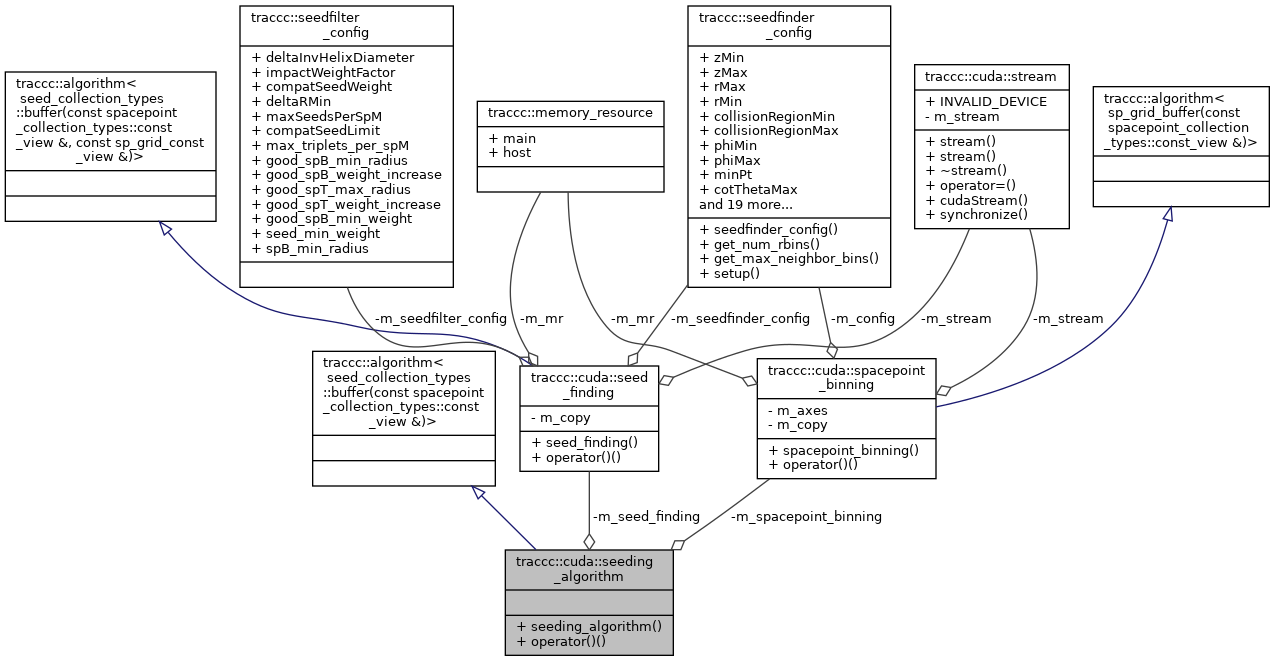 traccc::seedfilter
_config
+ deltaInvHelixDiameter
+ impactWeightFactor
+ compatSeedWeight
+ deltaRMin
+ maxSeedsPerSpM
+ compatSeedLimit
+ max_triplets_per_spM
+ good_spB_min_radius
+ good_spB_weight_increase
+ good_spT_max_radius
+ good_spT_weight_increase
+ good_spB_min_weight
+ seed_min_weight
+ spB_min_radius
traccc::seedfinder
_config
+ zMin
+ zMax
+ rMax
+ rMin
+ collisionRegionMin
+ collisionRegionMax
+ phiMin
+ phiMax
+ minPt
+ cotThetaMax
and 19 more...
+ seedfinder_config()
+ get_num_rbins()
+ get_max_neighbor_bins()
+ setup()
traccc::algorithm<
seed_collection_types
::buffer(const spacepoint
_collection_types::const
_view &, const sp_grid_const
_view &)>
traccc::memory_resource
+ main
+ host
traccc::cuda::stream
+ INVALID_DEVICE
- m_stream
+ stream()
+ stream()
+ ~stream()
+ operator=()
+ cudaStream()
+ synchronize()
traccc::algorithm<
sp_grid_buffer(const
spacepoint_collection
_types::const_view &)>
-m_seedfilter_config
-m_mr
-m_mr
-m_seedfinder_config
-m_config
-m_stream
-m_stream
traccc::algorithm<
seed_collection_types
::buffer(const spacepoint
_collection_types::const
_view &)>
traccc::cuda::seed
_finding
- m_copy
+ seed_finding()
+ operator()()
traccc::cuda::spacepoint
_binning
- m_axes
- m_copy
+ spacepoint_binning()
+ operator()()
-m_seed_finding
-m_spacepoint_binning
traccc::cuda::seeding
_algorithm
+ seeding_algorithm()
+ operator()()